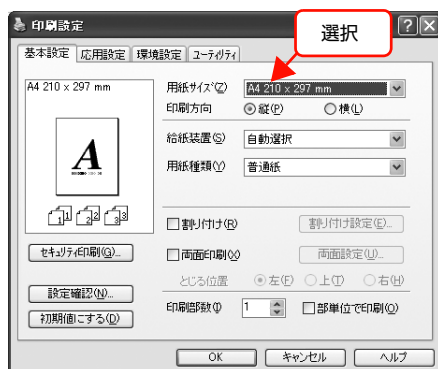 印刷設定
選択
基本設定 応用設定 環境設定 ユーティリティ
A4 210 x 297 mm
用紙サイズ(Z) A4 210 x 297 mm
印刷方向 縦(P) 横(L)
給紙装置(S) 自動選択
用紙種類(Y) 普通紙
A
1 1 2 2 3 3
割り付け(R) 割り付け設定(E)...
セキュリティ印刷(G)... 両面印刷(X) 両面設定(U)...
とじる位置 左(F) 上(T) 右(H)
設定確認(N)...
印刷部数(I) 1 部単位で印刷(O)
初期値にする(D)
OK キャンセル ヘルプ